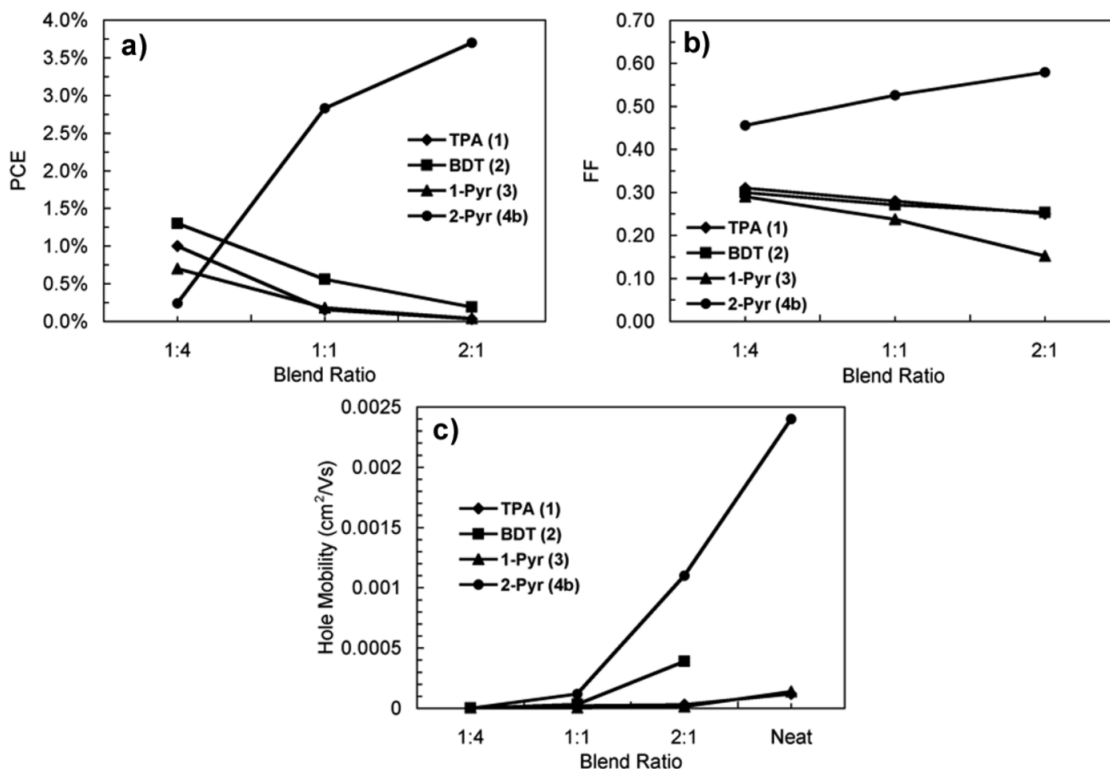 a)
PCE
4.0%
3.5%
3.0%
2.5%
2.0%
1.5%
1.0%
0.5%
0.0%
TPA (1)
BDT (2)
1-Pyr (3)
2-Pyr (4b)
1:4
1:1
2:1
Blend Ratio
b)
FF
0.70
0.60
0.50
0.40
0.30
0.20
0.10
0.00
TPA (1)
BDT (2)
1-Pyr (3)
2-Pyr (4b)
1:4
1:1
2:1
Blend Ratio
c)
Hole Mobility (cm²/Vs)
0.0025
0.002
0.0015
0.001
0.0005
0
TPA (1)
BDT (2)
1-Pyr (3)
2-Pyr (4b)
1:4
1:1
2:1
Neat
Blend Ratio